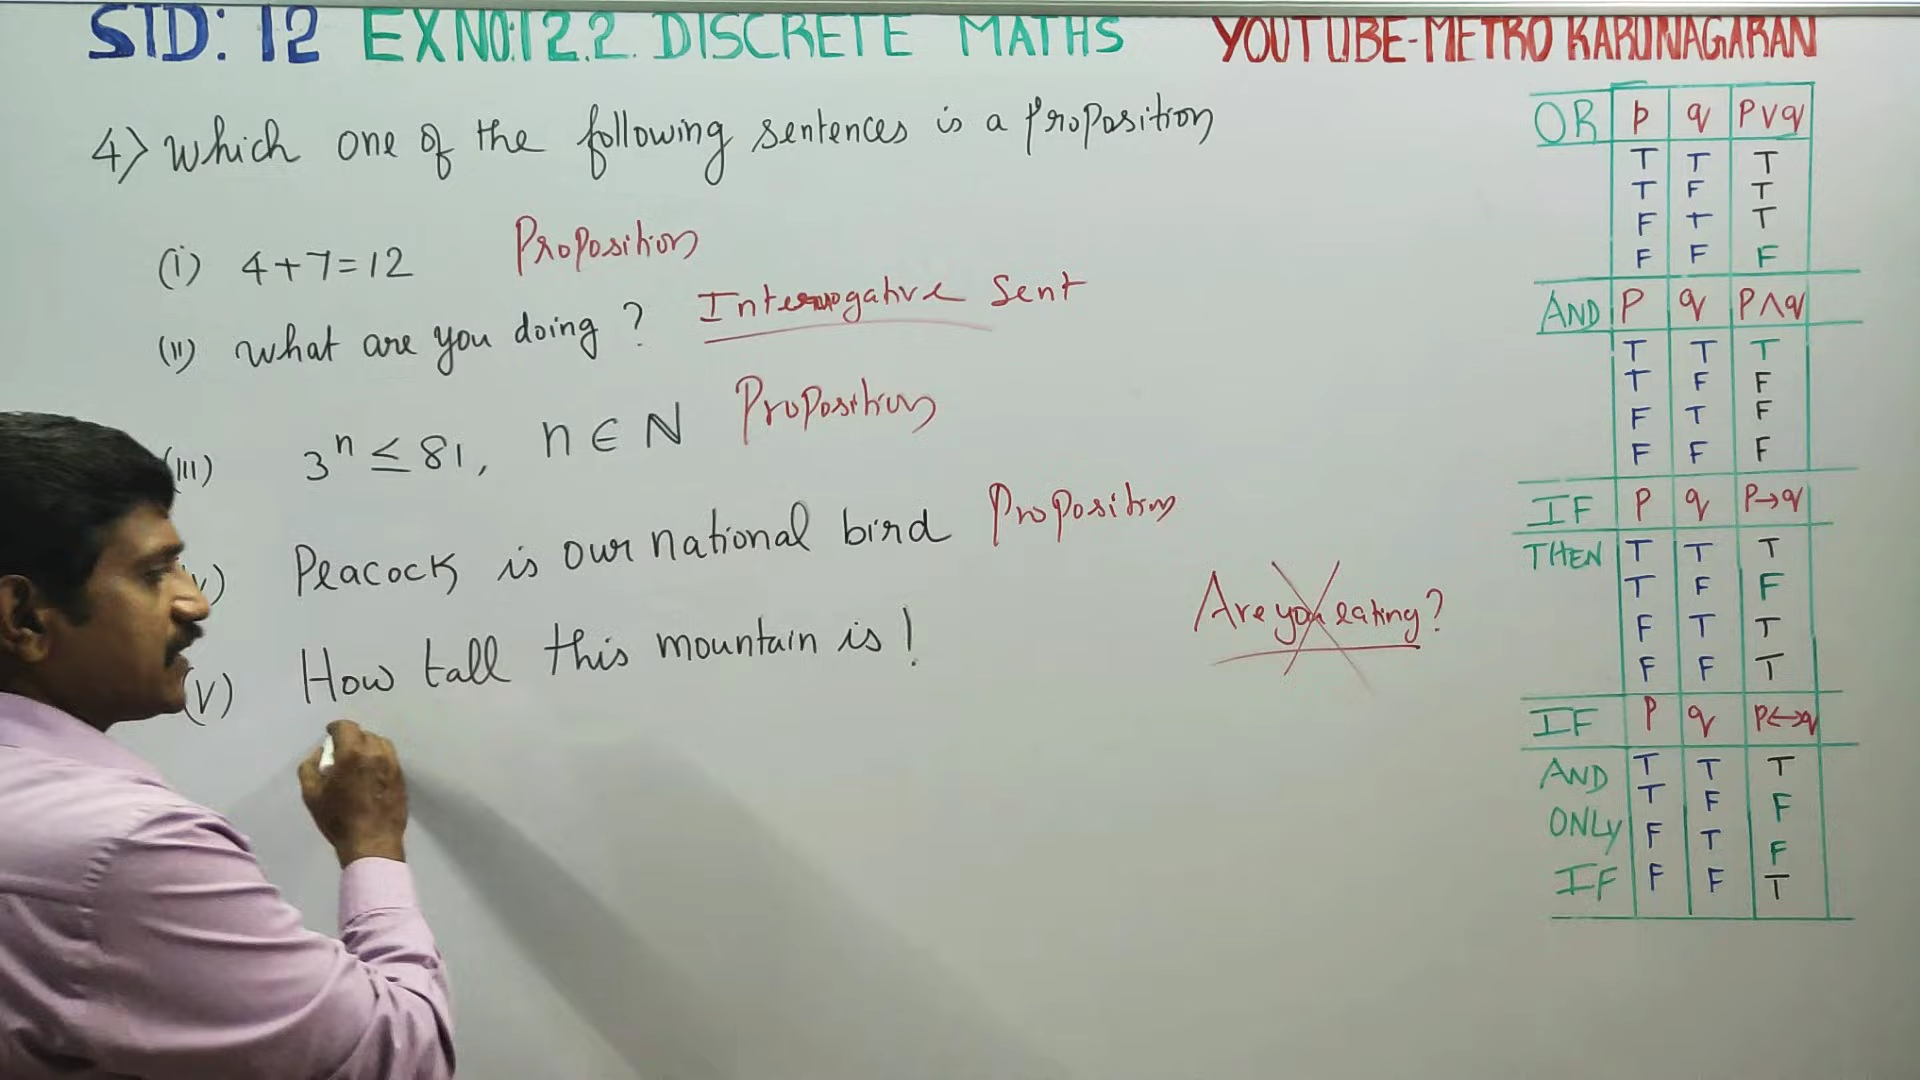 STD: 12 EX NO:12.2. DISCRETE MATHS YOUTUBE-METRO KARUNAGARAN
4) Which one of the following sentences is a Proposition
(i) 4+7=12 Proposition
(ii) What are you doing ? Interrogative Sent
(iii) 3ⁿ ≤ 81, n ∈ N Proposition
v) Peacock is our national bird Proposition
Are you eating?
(v) How tall this mountain is !
OR p q p∨q
T T T
T F T
F T T
F F F
AND p q p∧q
T T T
T F F
F T F
F F F
IF p q p→q
THEN T T T
T F F
F T T
F F T
IF p q p↔q
AND T T T
T F F
ONLY F T F
IF F F T